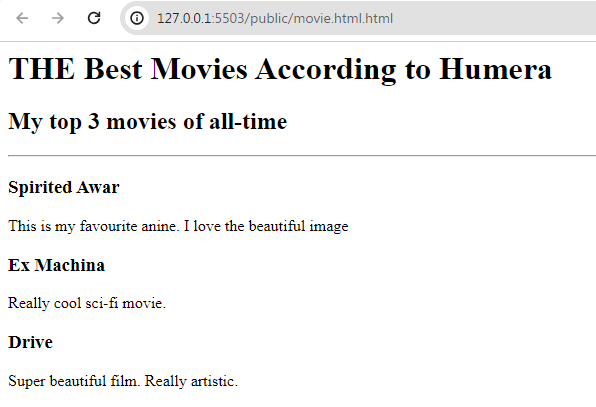 127.0.0.1:5503/public/movie.html.html
THE Best Movies According to Humera
My top 3 movies of all-time
Spirited Awar
This is my favourite anine. I love the beautiful image
Ex Machina
Really cool sci-fi movie.
Drive
Super beautiful film. Really artistic.